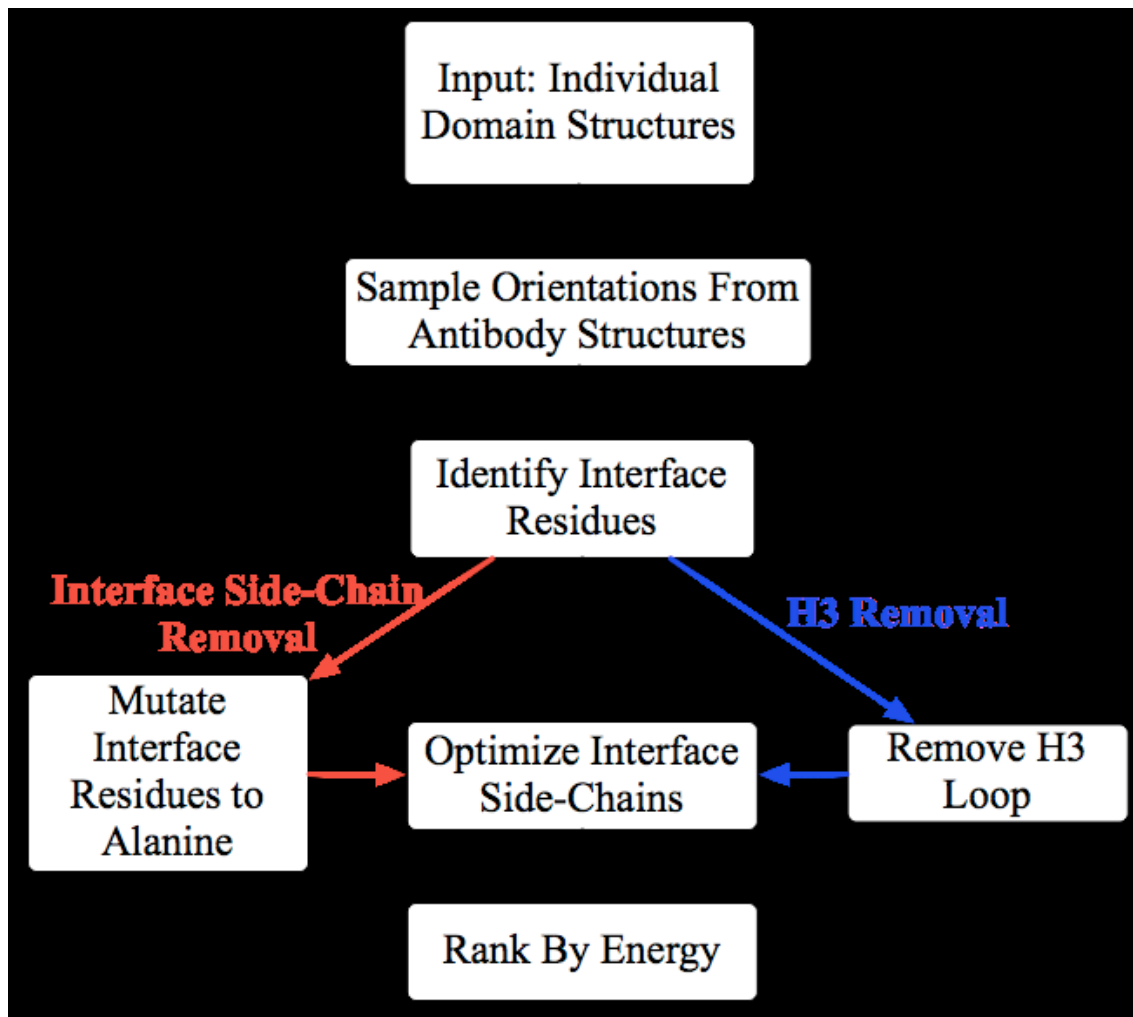 Input: Individual
Domain Structures
Sample Orientations From
Antibody Structures
Identify Interface
Residues
Interface Side-Chain
Removal
H3 Removal
Mutate
Interface
Residues to
Alanine
Optimize Interface
Side-Chains
Remove H3
Loop
Rank By Energy